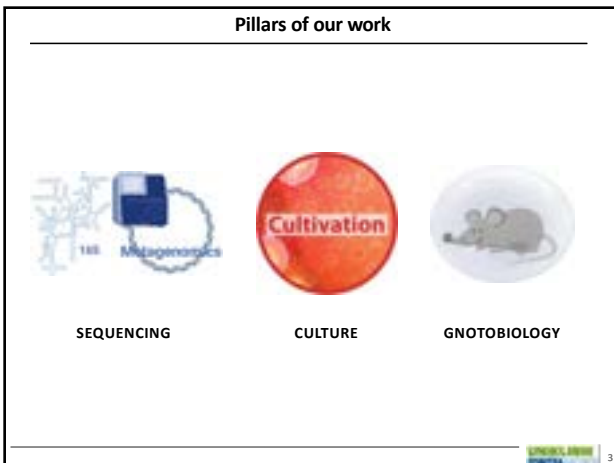 Pillars of our work
16S
Metagenomics
Cultivation
SEQUENCING
CULTURE
GNOTOBIOLOGY
3